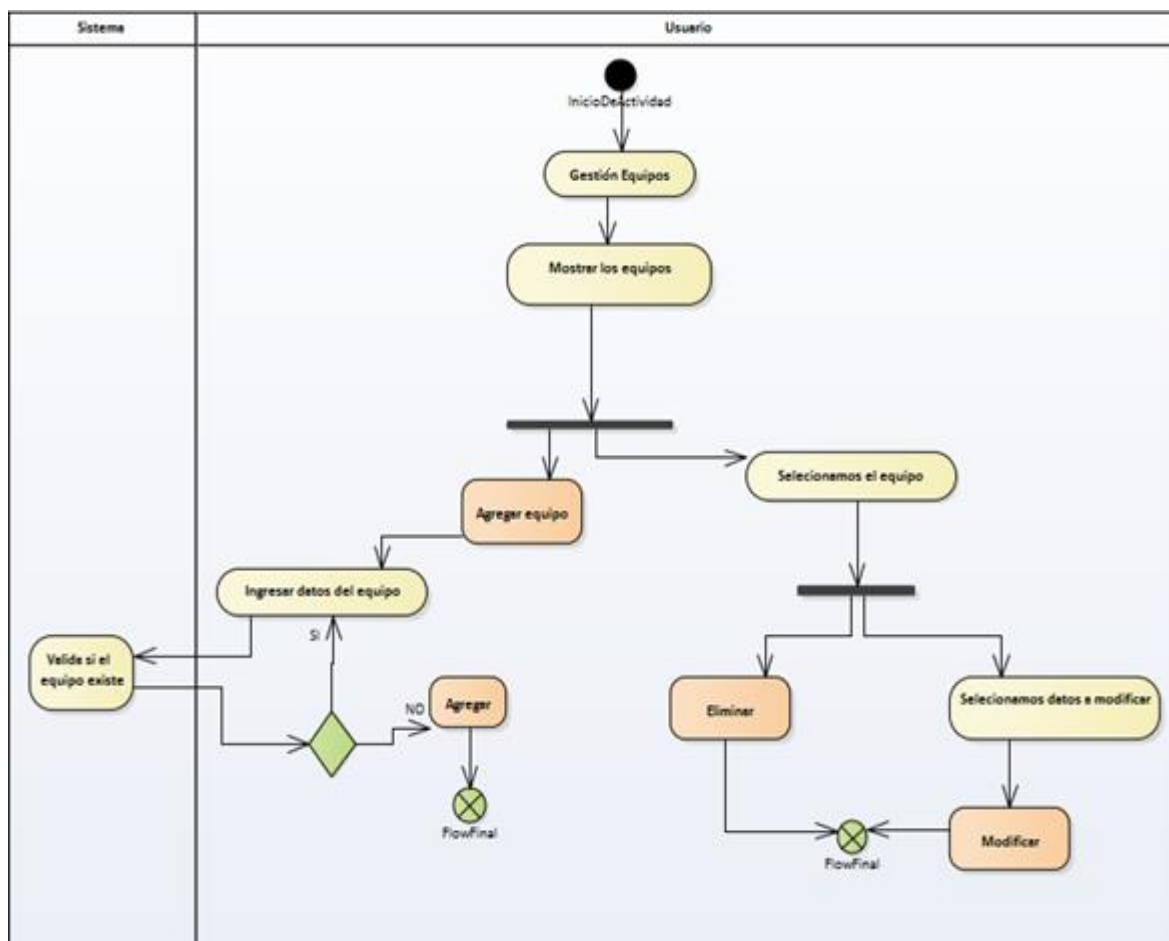 Sistema
Usuario
InicioDeActividad
Gestión Equipos
Mostrar los equipos
Selecionamos el equipo
Agregar equipo
Ingresar datos del equipo
SI
Valida si el
equipo existe
NO
Agregar
Eliminar
Selecionamos datos a modificar
FlowFinal
Modificar
FlowFinal